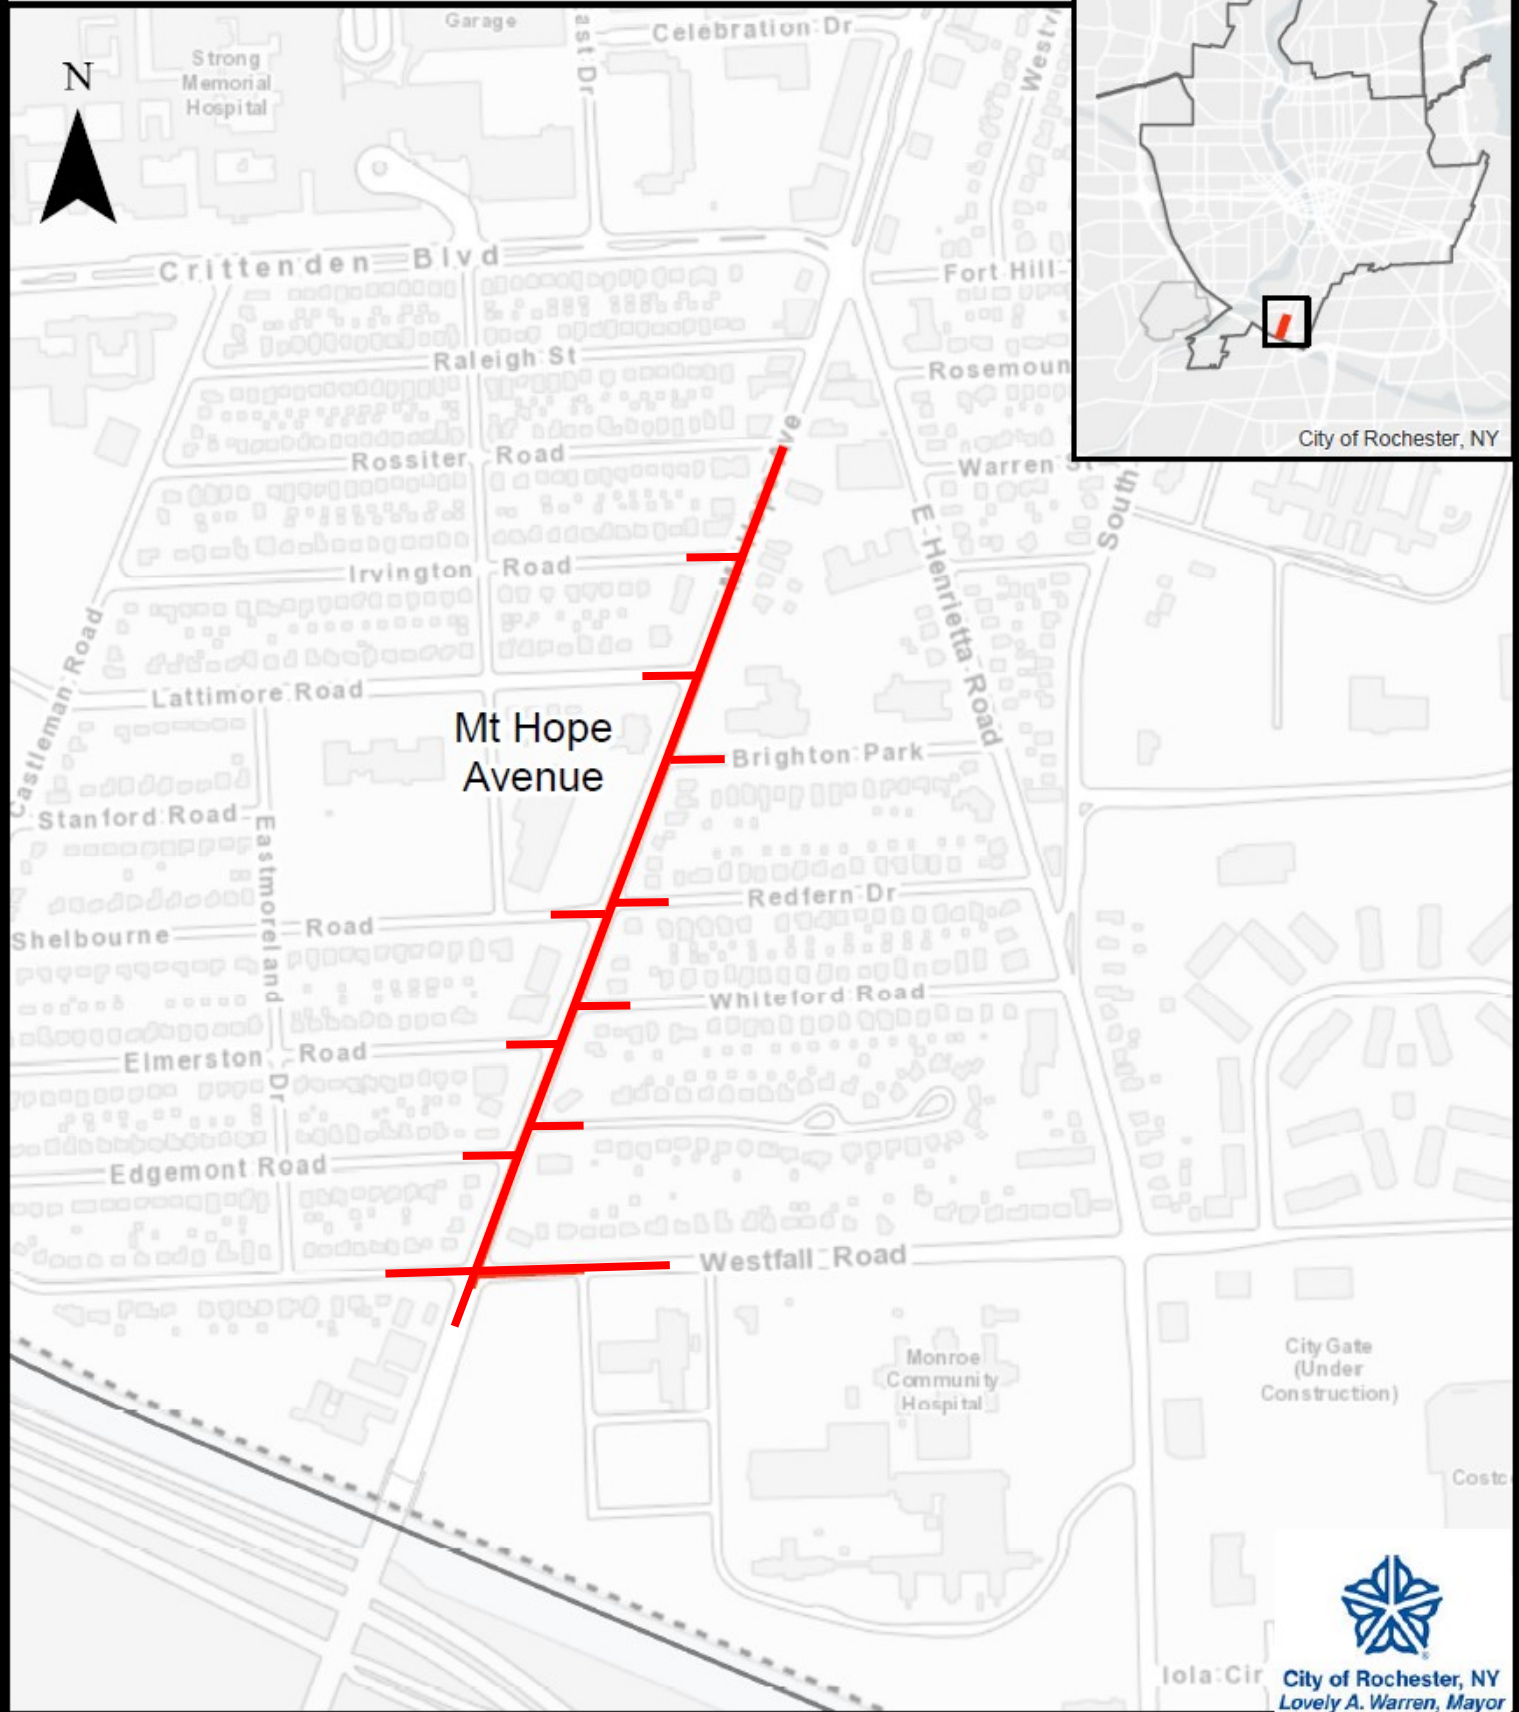 Garage
East Dr
Celebration Dr
Strong
Memorial
Hospital
N
Crittenden Blvd
Fort Hill
Raleigh St
Rosemoun
City of Rochester, NY
Rossiter Road
Warren St
South
E Henrietta Road
Irvington Road
Castleman Road
Lattimore Road
Mt Hope
Avenue
Brighton Park
Stanford Road
Eastmoreland Dr
Redfern Dr
Shelbourne Road
Whiteford Road
Elmerston Road
Edgemont Road
Westfall Road
Monroe
Community
Hospital
City Gate
(Under
Construction)
Costc
Iola Cir
City of Rochester, NY
Lovely A. Warren, Mayor